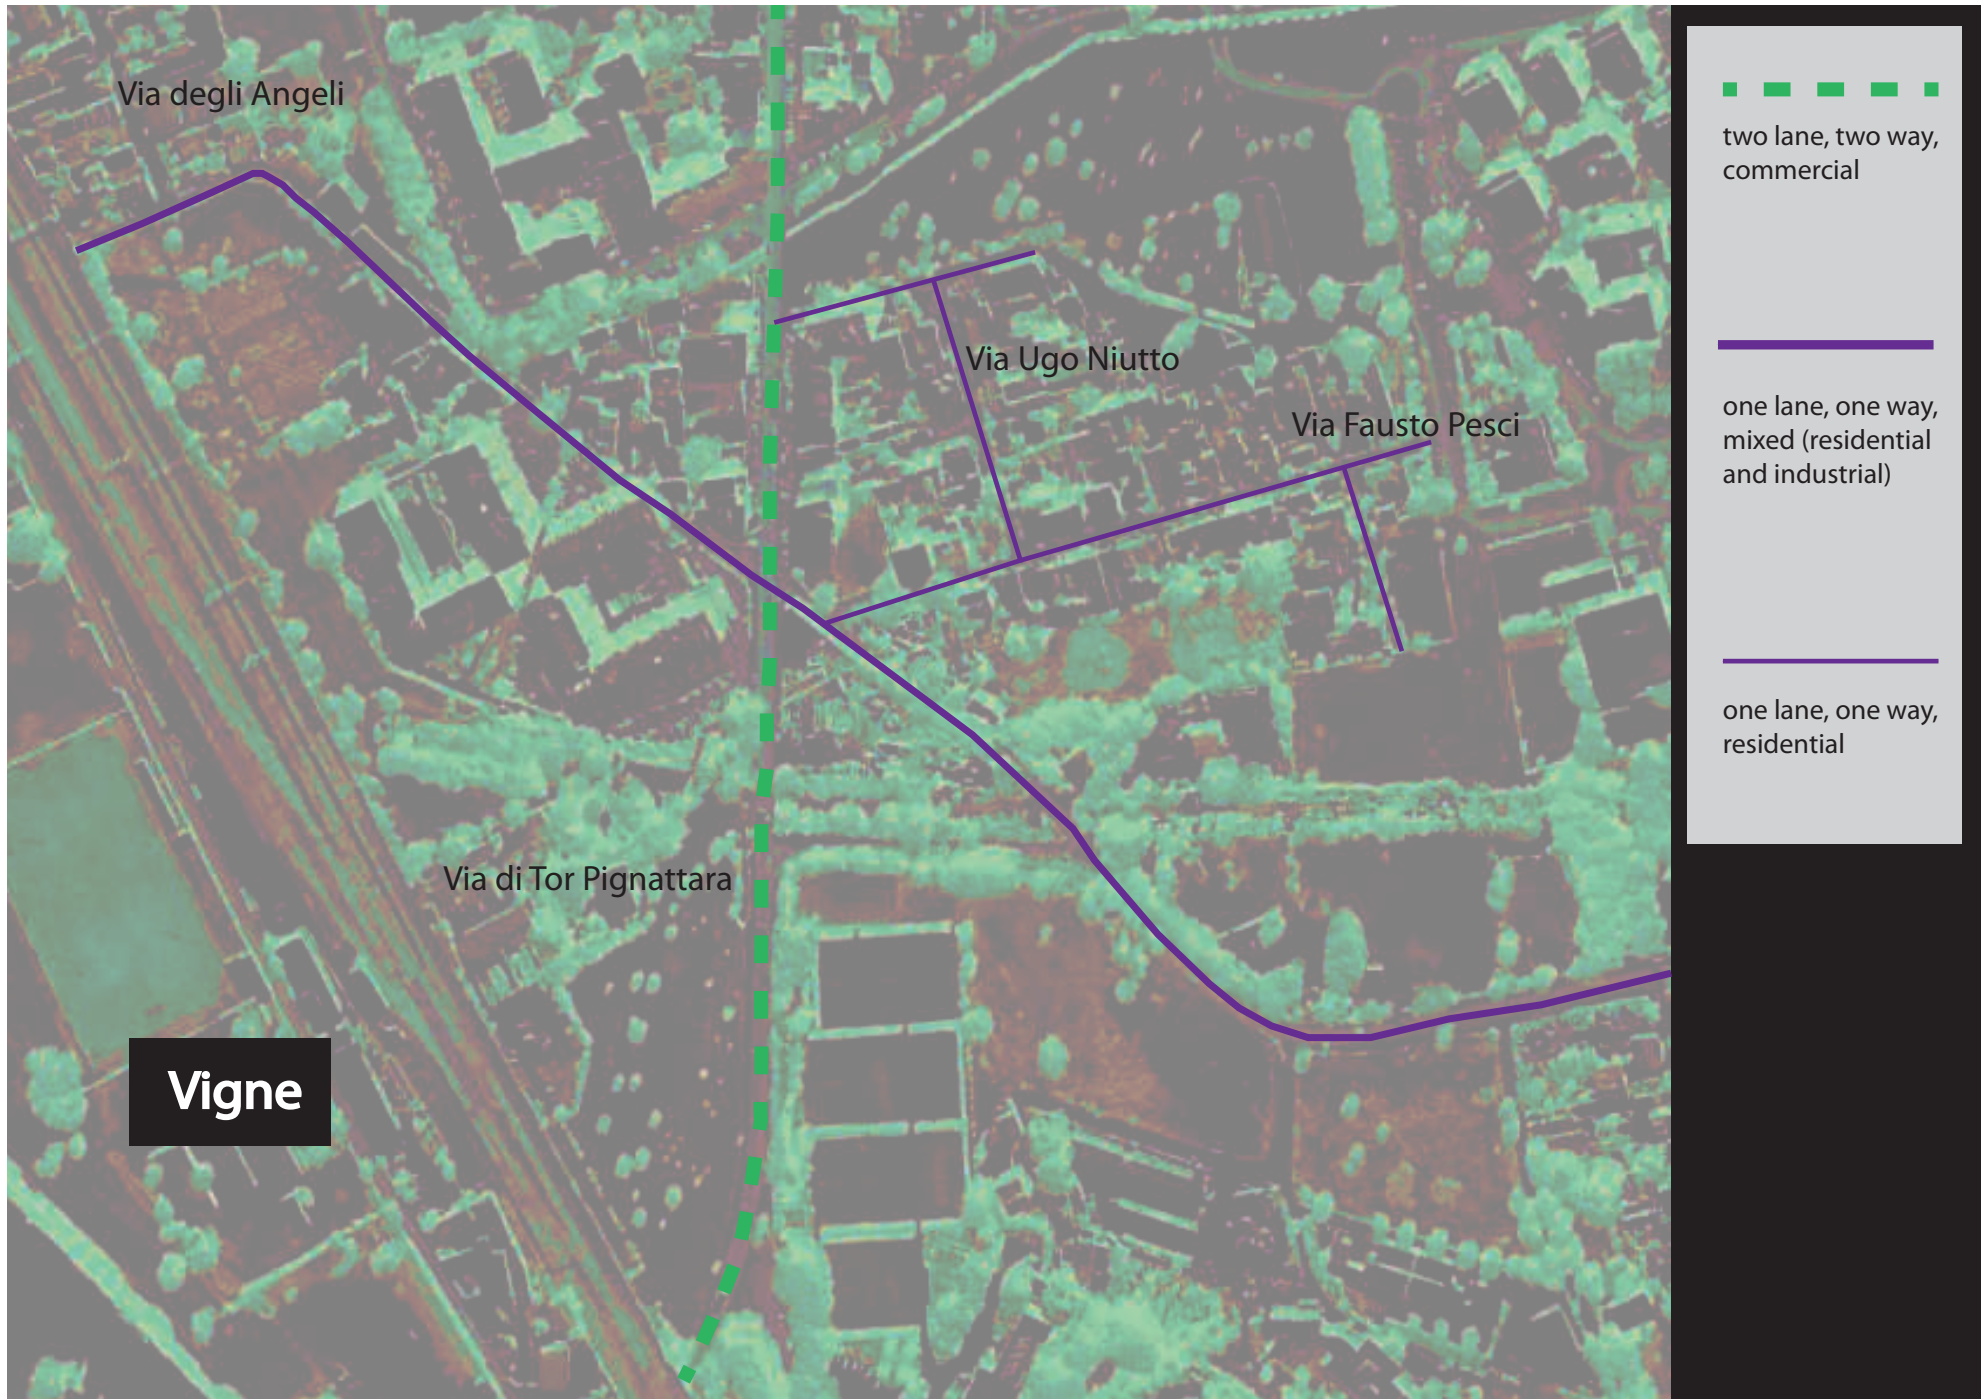 Via degli Angeli
Via Ugo Niutto
Via Fausto Pesci
Via di Tor Pignattara
Vigne
two lane, two way,
commercial
one lane, one way,
mixed (residential
and industrial)
one lane, one way,
residential